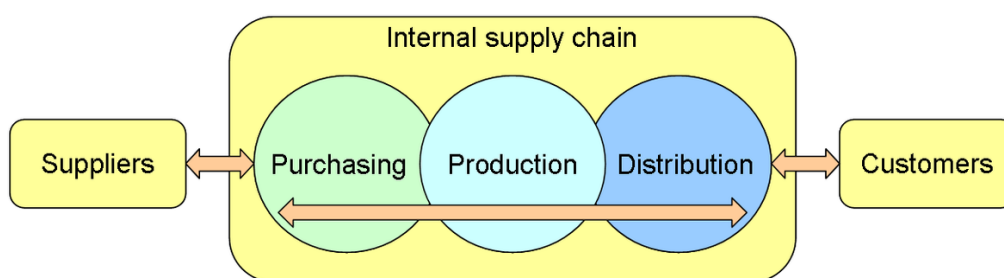 Internal supply chain
Suppliers
Purchasing
Production
Distribution
Customers